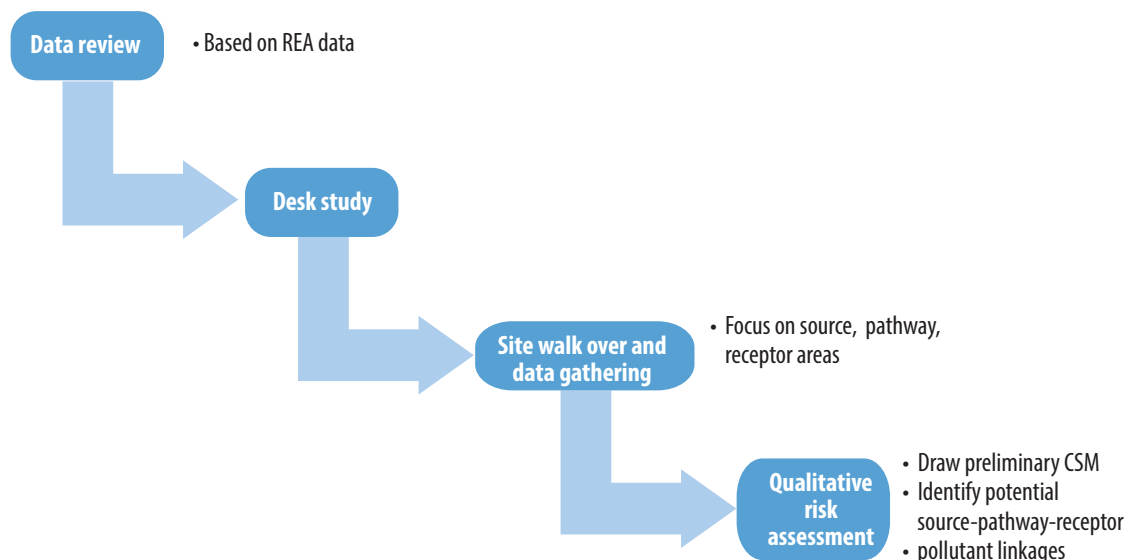 Data review
• Based on REA data
Desk study
Site walk over and
data gathering
• Focus on source, pathway,
receptor areas
Qualitative
risk
assessment
• Draw preliminary CSM
• Identify potential
source-pathway-receptor
• pollutant linkages